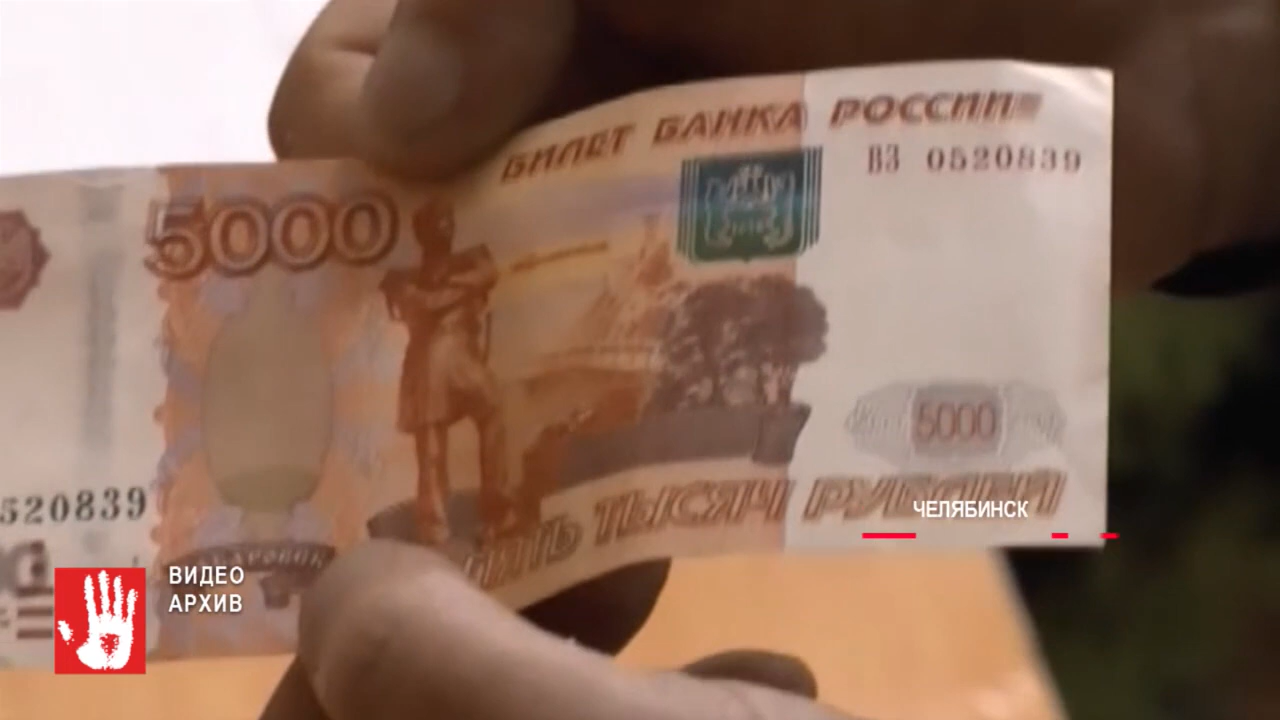 БИЛЕТ БАНКА РОССИИ
ВЗ 0520839
5000
5000
520839
ПЯТЬ ТЫСЯЧ РУБЛЕЙ
ЧЕЛЯБИНСК
ВИДЕО
АРХИВ